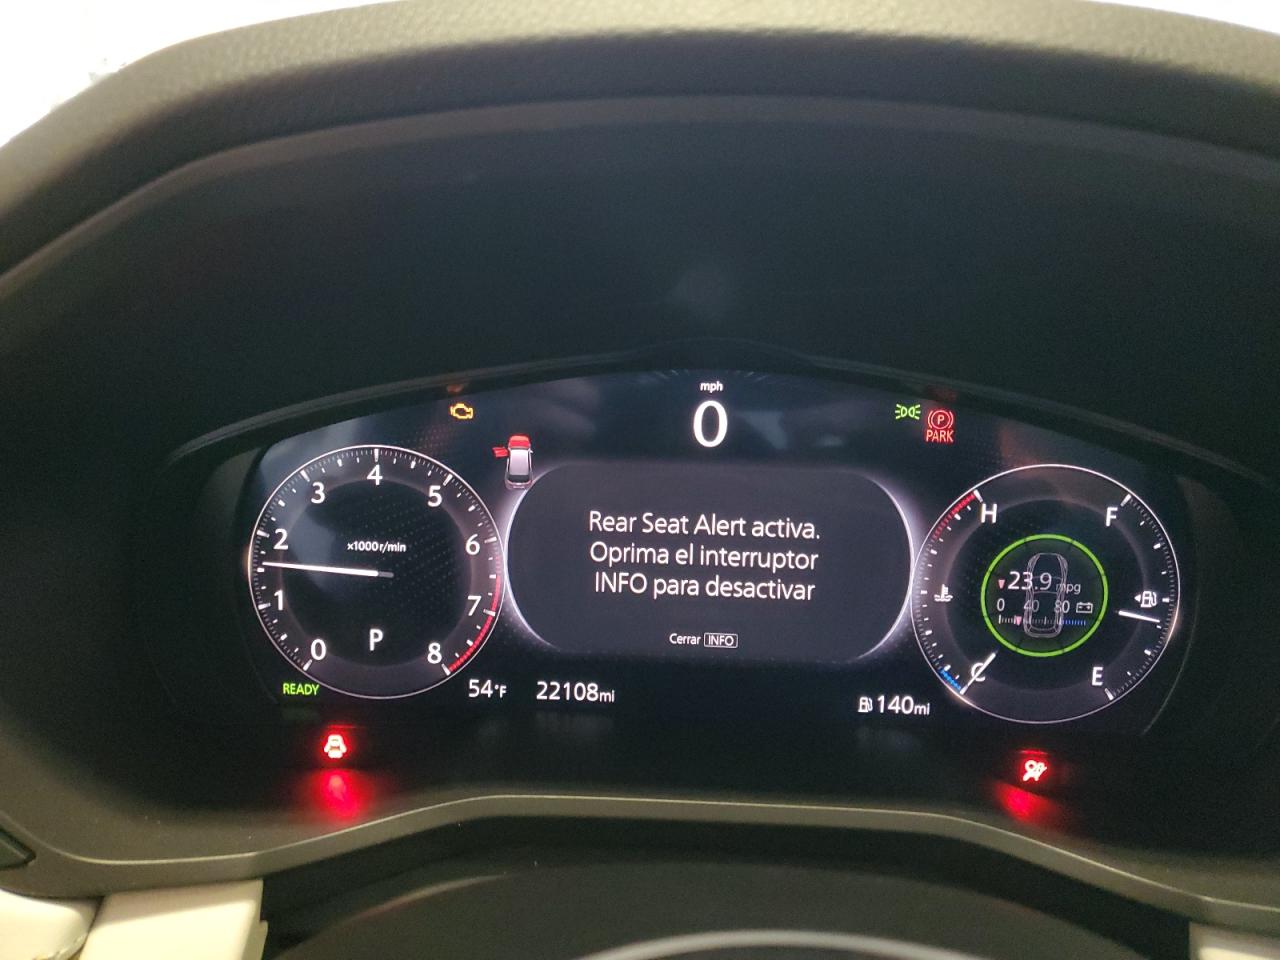 mph
0
PARK
P
Rear Seat Alert activa.
Oprima el interruptor
INFO para desactivar
Cerrar INFO
0
1
2
3
4
5
6
7
8
x1000r/min
P
READY
54°F
22108mi
140mi
H
C
F
E
23.9 mpg
0 40 80